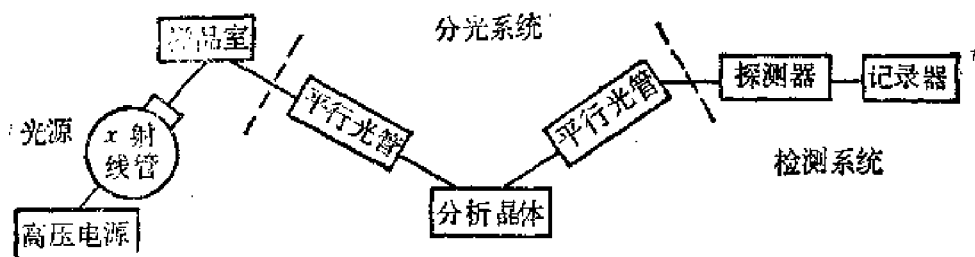 分光系统
样品室
平行光管
平行光管
探测器
记录器
光源
x射
线管
检测系统
分析晶体
高压电源